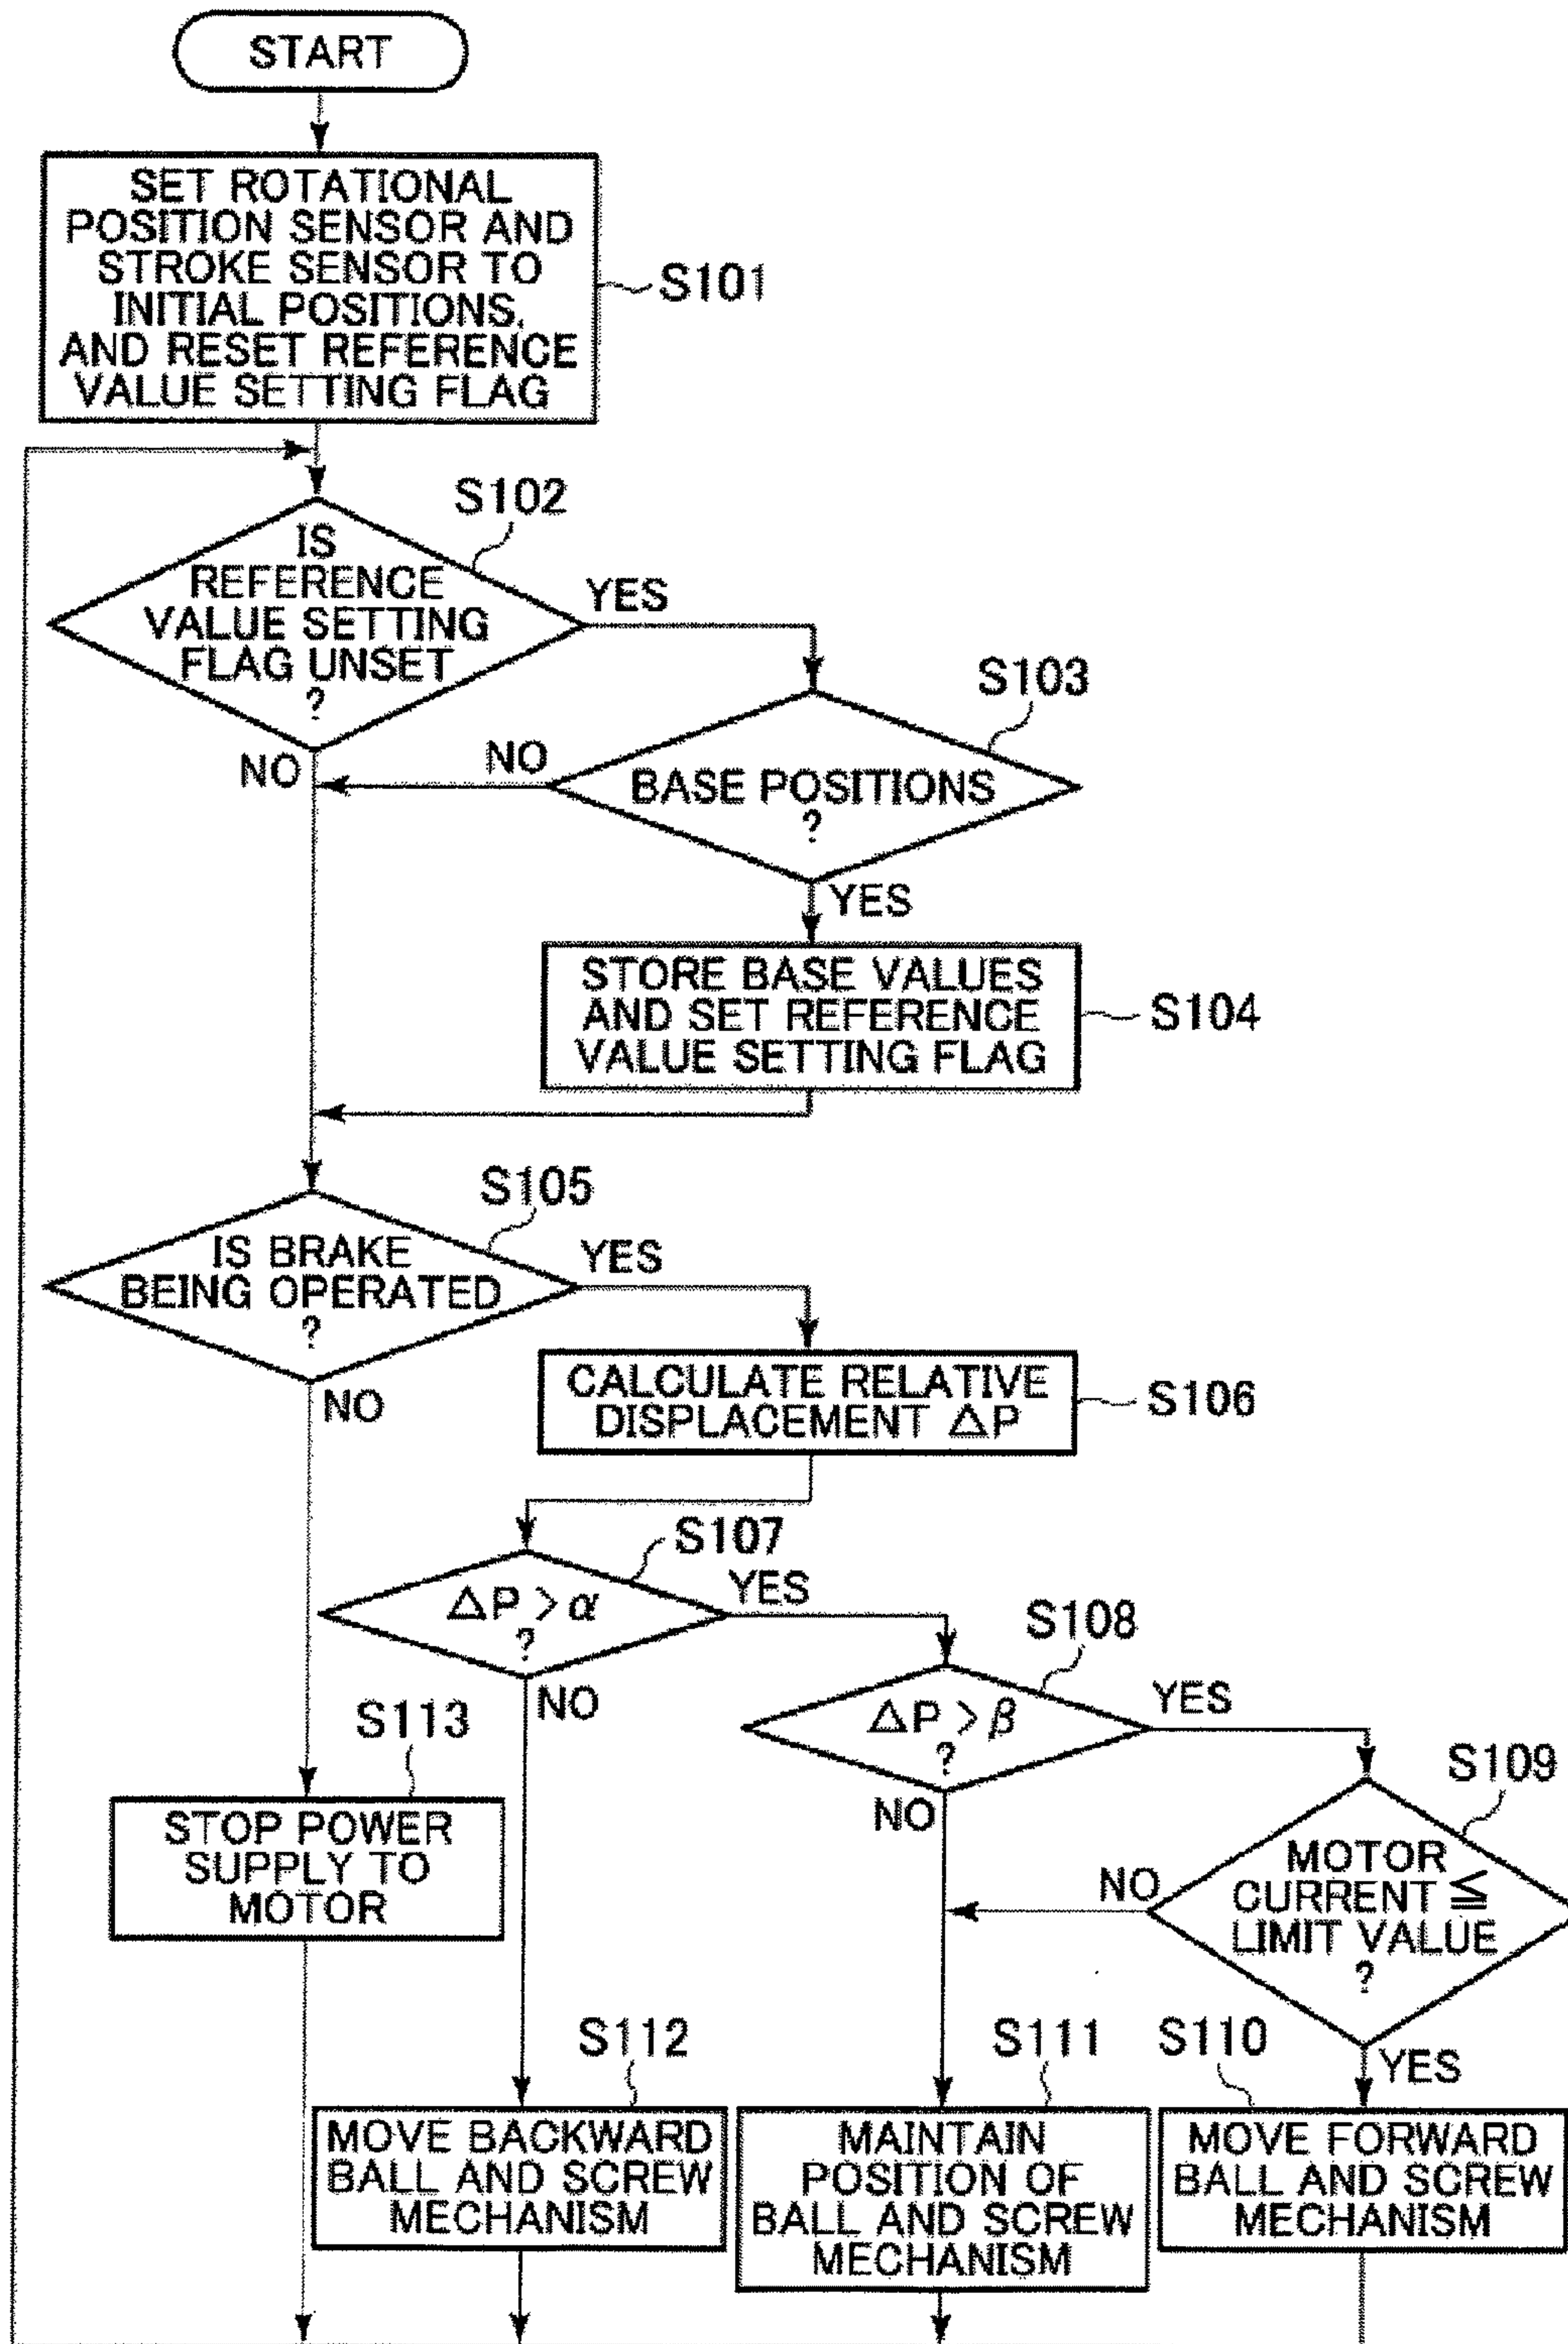 START
SET ROTATIONAL
POSITION SENSOR AND
STROKE SENSOR TO
INITIAL POSITIONS,
AND RESET REFERENCE
VALUE SETTING FLAG
S101
S102
IS
REFERENCE
VALUE SETTING
FLAG UNSET
?
YES
NO
S103
BASE POSITIONS
?
NO
YES
STORE BASE VALUES
AND SET REFERENCE
VALUE SETTING FLAG
S104
S105
IS BRAKE
BEING OPERATED
?
YES
NO
CALCULATE RELATIVE
DISPLACEMENT △P
S106
S107
△P > α
?
YES
NO
S108
△P > β
?
YES
NO
S109
MOTOR
CURRENT ≦
LIMIT VALUE
?
NO
YES
S113
STOP POWER
SUPPLY TO
MOTOR
S112
MOVE BACKWARD
BALL AND SCREW
MECHANISM
S111
MAINTAIN
POSITION OF
BALL AND SCREW
MECHANISM
S110
MOVE FORWARD
BALL AND SCREW
MECHANISM